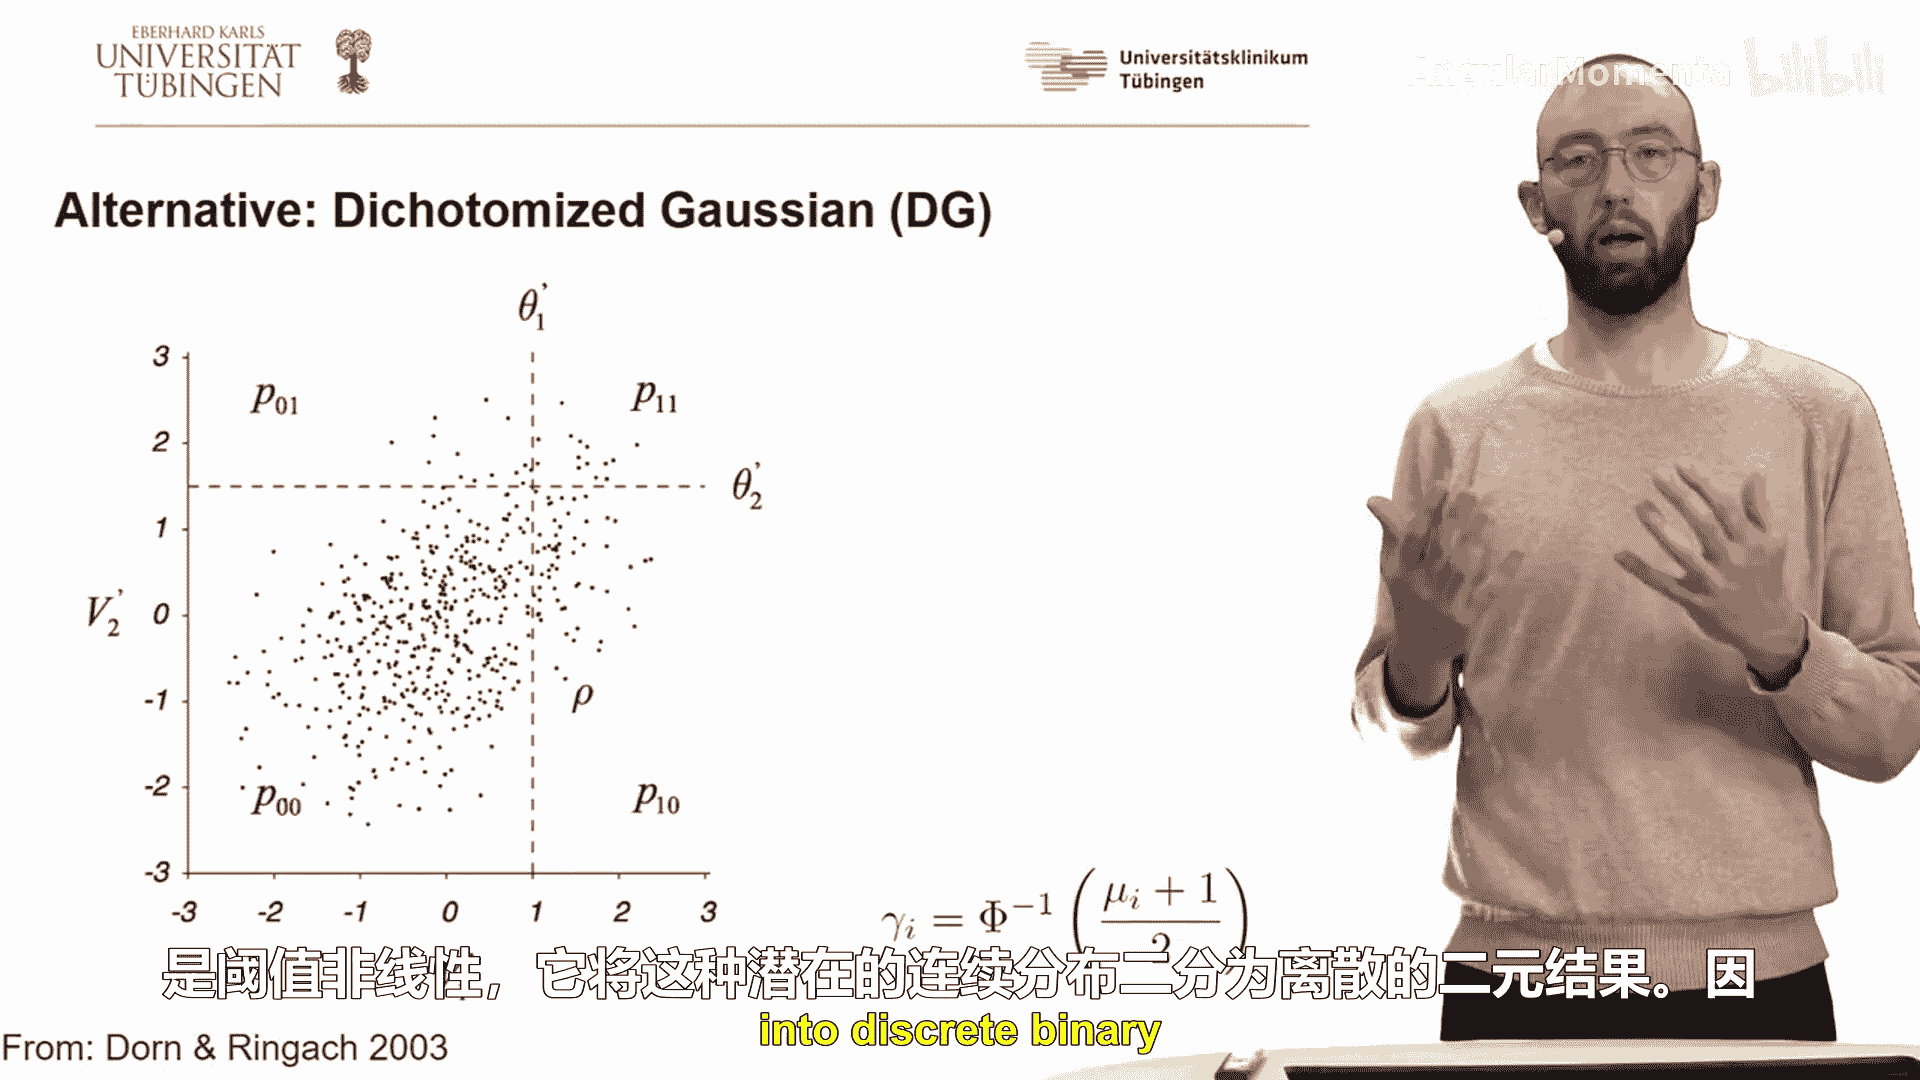 EBERHARD KARLS
UNIVERSITÄT
TÜBINGEN
Universitätsklinikum
Tübingen
AngularMomenta bilibili
Alternative: Dichotomized Gaussian (DG)
θ'1
3
p01
p11
2
θ'2
1
V'2
0
ρ
-1
-2
p00
p10
-3
-3 -2 -1 0 1 2 3
γi = Φ−1 (μi + 1 / 2)
是阈值非线性，它将这种潜在的连续分布二分为离散的二元结果。因
into discrete binary
From: Dorn & Ringach 2003